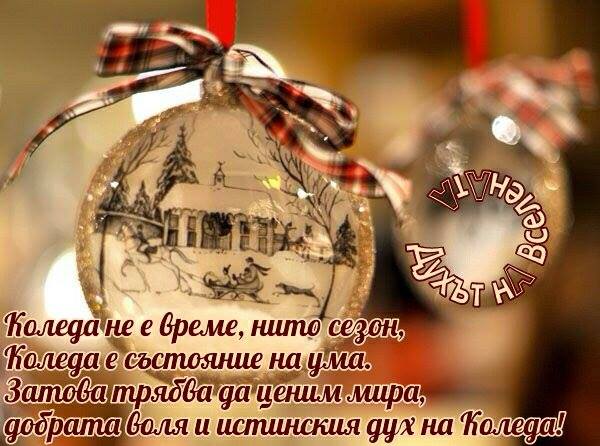 Духът на Вселената
Коледа не е време, нито сезон,
Коледа е състояние на ума.
Затова трябва да ценим мира,
добрата воля и истинския дух на Коледа!